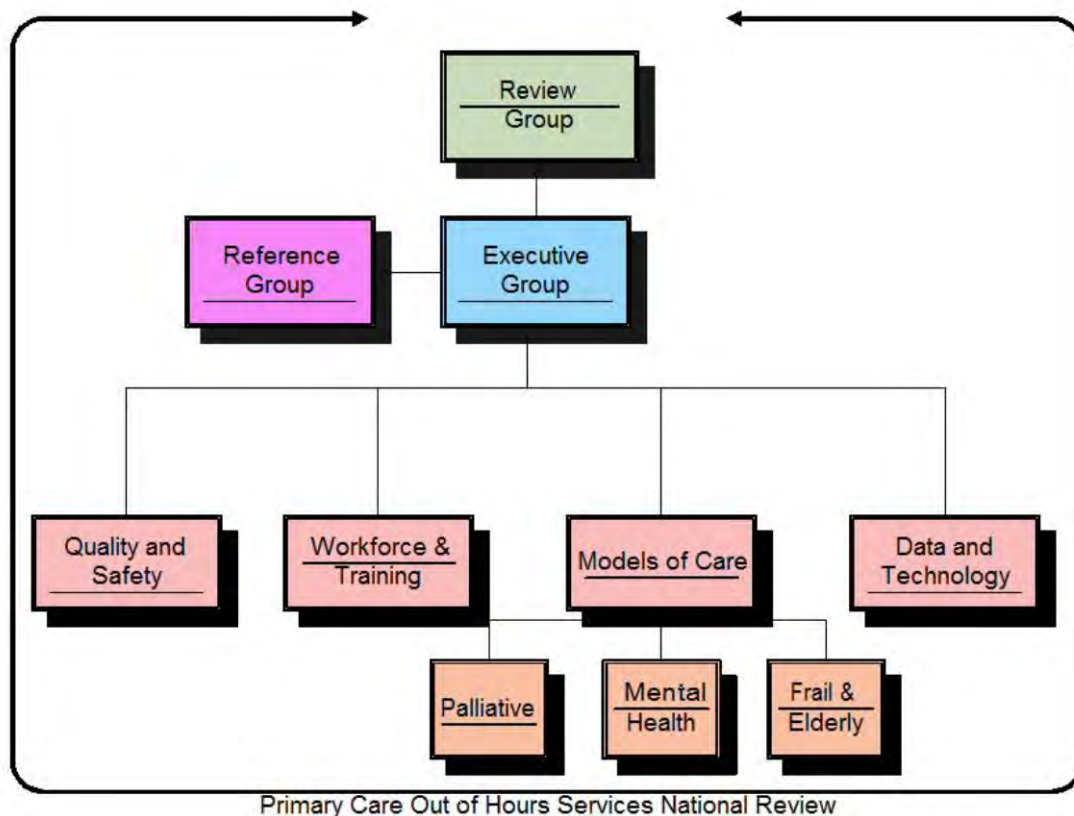 Review
Group
Reference
Group
Executive
Group
Quality and
Safety
Workforce &
Training
Models of Care
Data and
Technology
Palliative
Mental
Health
Frail &
Elderly
Primary Care Out of Hours Services National Review